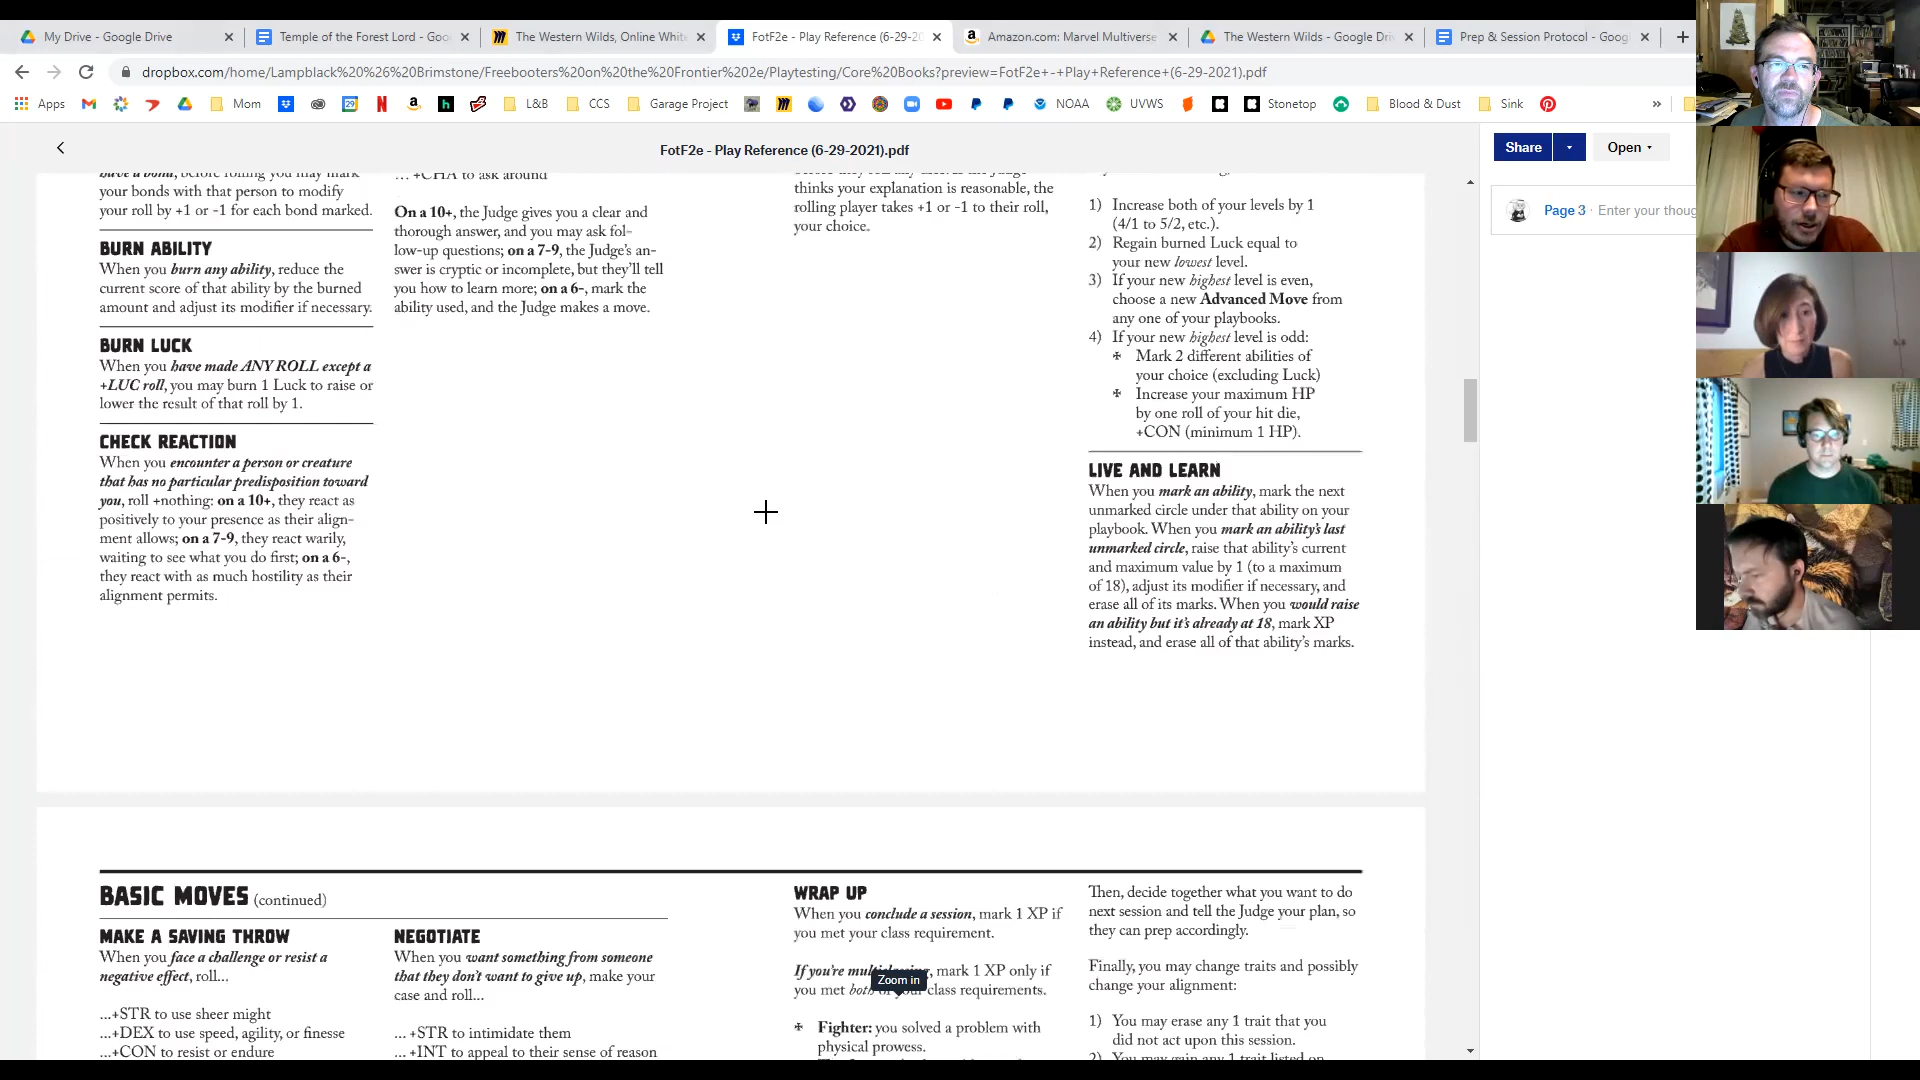 My Drive - Google Drive
Temple of the Forest Lord - Goo
The Western Wilds, Online White
FotF2e - Play Reference (6-29-20
Amazon.com: Marvel Multiverse
The Western Wilds - Google Dri
Prep & Session Protocol - Googl
dropbox.com/home/Lampblack%20%26%20Brimstone/Freebooters%20on%20the%20Frontier%202e/Playtesting/Core%20Books?preview=FotF2e+-+Play+Reference+(6-29-2021).pdf
Apps
Mom
L&B
CCS
Garage Project
NOAA
UVWS
Stonetop
Blood & Dust
Sink
»
FotF2e - Play Reference (6-29-2021).pdf
Share
Open
Page 3 · Enter your thoug
have a bond, before rolling you may mark
your bonds with that person to modify
your roll by +1 or -1 for each bond marked.
BURN ABILITY
When you burn any ability, reduce the
current score of that ability by the burned
amount and adjust its modifier if necessary.
BURN LUCK
When you have made ANY ROLL except a
+LUC roll, you may burn 1 Luck to raise or
lower the result of that roll by 1.
CHECK REACTION
When you encounter a person or creature
that has no particular predisposition toward
you, roll +nothing: on a 10+, they react as
positively to your presence as their align-
ment allows; on a 7-9, they react warily,
waiting to see what you do first; on a 6-,
they react with as much hostility as their
alignment permits.
... +CHA to ask around
On a 10+, the Judge gives you a clear and
thorough answer, and you may ask fol-
low-up questions; on a 7-9, the Judge's an-
swer is cryptic or incomplete, but they'll tell
you how to learn more; on a 6-, mark the
ability used, and the Judge makes a move.
thinks your explanation is reasonable, the
rolling player takes +1 or -1 to their roll,
your choice.
1) Increase both of your levels by 1
(4/1 to 5/2, etc.).
2) Regain burned Luck equal to
your new lowest level.
3) If your new highest level is even,
choose a new Advanced Move from
any one of your playbooks.
4) If your new highest level is odd:
Mark 2 different abilities of
your choice (excluding Luck)
Increase your maximum HP
by one roll of your hit die,
+CON (minimum 1 HP).
LIVE AND LEARN
When you mark an ability, mark the next
unmarked circle under that ability on your
playbook. When you mark an ability's last
unmarked circle, raise that ability's current
and maximum value by 1 (to a maximum
of 18), adjust its modifier if necessary, and
erase all of its marks. When you would raise
an ability but it's already at 18, mark XP
instead, and erase all of that ability's marks.
BASIC MOVES (continued)
MAKE A SAVING THROW
When you face a challenge or resist a
negative effect, roll...
...+STR to use sheer might
...+DEX to use speed, agility, or finesse
...+CON to resist or endure
NEGOTIATE
When you want something from someone
that they don't want to give up, make your
case and roll...
... +STR to intimidate them
... +INT to appeal to their sense of reason
WRAP UP
When you conclude a session, mark 1 XP if
you met your class requirement.
If you're mark 1 XP only if
you met both class requirements.
Zoom in
Fighter: you solved a problem with
physical prowess.
Then, decide together what you want to do
next session and tell the Judge your plan, so
they can prep accordingly.
Finally, you may change traits and possibly
change your alignment:
1) You may erase any 1 trait that you
did not act upon this session.
2) You may gain any 1 trait listed on